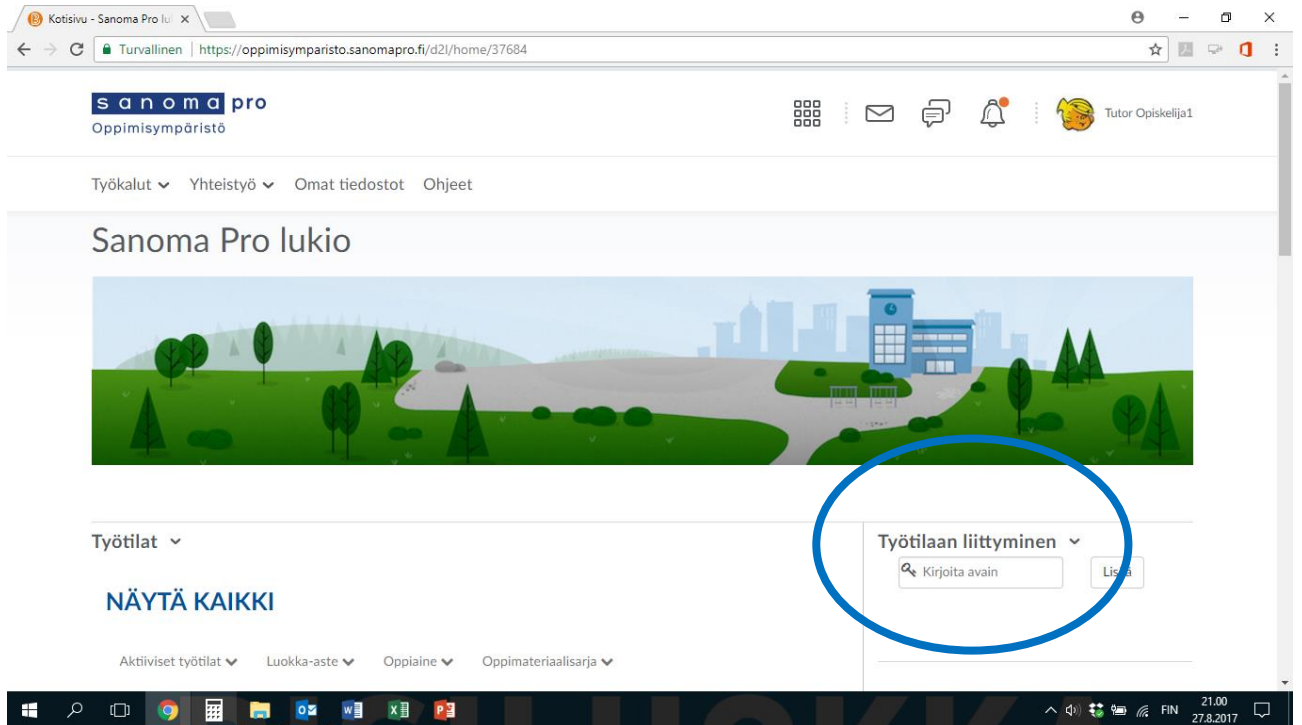 Kotisivu - Sanoma Pro lu
Turvallinen | https://oppimisymparisto.sanomapro.fi/d2l/home/37684
sanoma pro
Oppimisympäristö
Tutor Opiskelija1
Työkalut Yhteistyö Omat tiedostot Ohjeet
Sanoma Pro lukio
Työtilat
Työtilaan liittyminen
Kirjoita avain
NÄYTÄ KAIKKI
Aktiiviset työtilat Luokka-aste Oppiaine Oppimateriaalisarja
FIN
21.00
27.8.2017